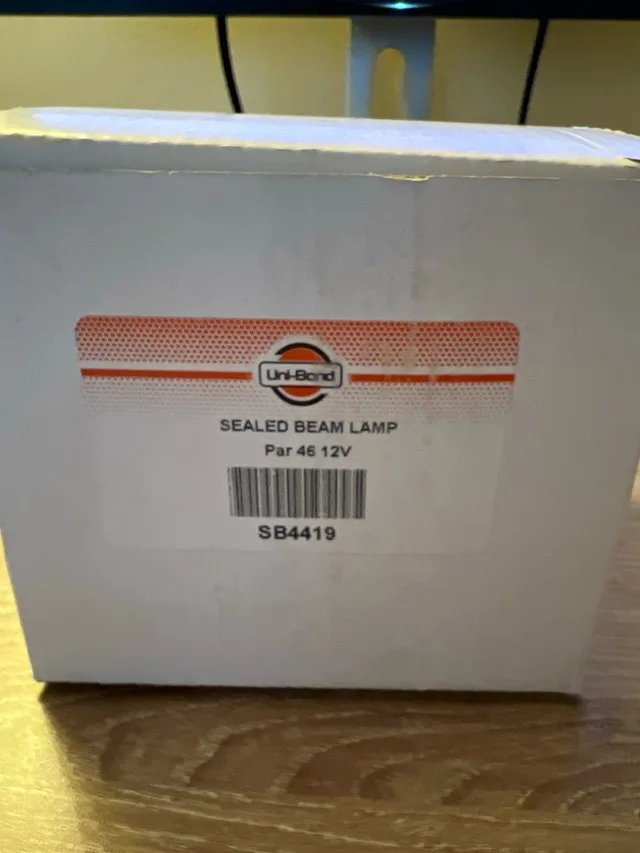 Uni-Bond
SEALED BEAM LAMP
Par 46 12V
SB4419